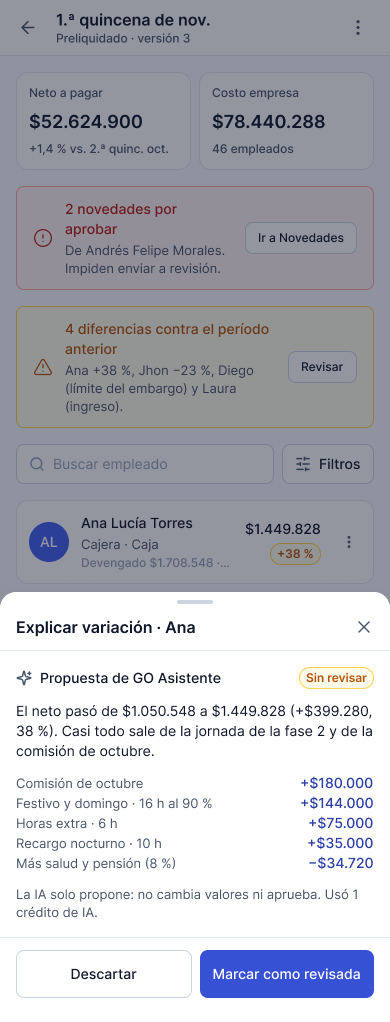 1.ª quincena de nov.
Preliquidado · versión 3
Neto a pagar
$52.624.900
+1,4 % vs. 2.ª quinc. oct.
Costo empresa
$78.440.288
46 empleados
2 novedades por
aprobar
De Andrés Felipe Morales.
Impiden enviar a revisión.
Ir a Novedades
4 diferencias contra el período
anterior
Ana +38 %, Jhon −23 %, Diego
(límite del embargo) y Laura
(ingreso).
Revisar
Buscar empleado
Filtros
AL
Ana Lucía Torres
Cajera · Caja
Devengado $1.708.548 ·...
$1.449.828
+38 %
Explicar variación · Ana
Propuesta de GO Asistente
Sin revisar
El neto pasó de $1.050.548 a $1.449.828 (+$399.280,
38 %). Casi todo sale de la jornada de la fase 2 y de la
comisión de octubre.
Comisión de octubre +$180.000
Festivo y domingo · 16 h al 90 % +$144.000
Horas extra · 6 h +$75.000
Recargo nocturno · 10 h +$35.000
Más salud y pensión (8 %) −$34.720
La IA solo propone: no cambia valores ni aprueba. Usó 1
crédito de IA.
Descartar
Marcar como revisada